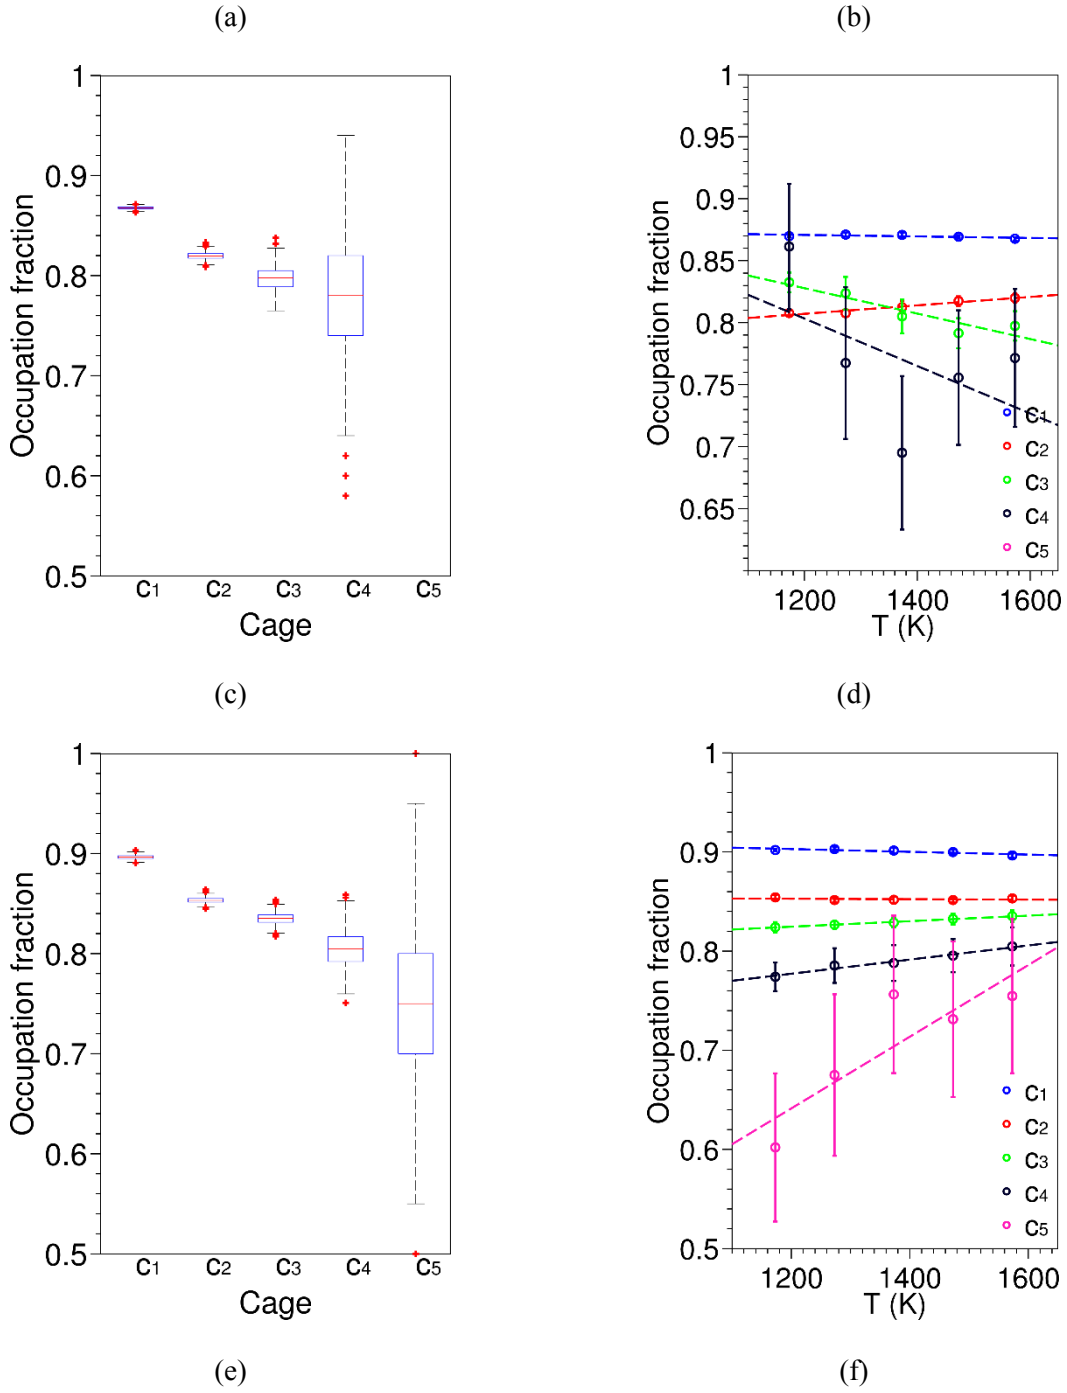 (a) (b)
1
0.9
0.8
0.7
0.6
0.5
Occupation fraction
C1 C2 C3 C4 C5
Cage
1
0.95
0.9
0.85
0.8
0.75
0.7
0.65
Occupation fraction
C1
C2
C3
C4
C5
1200 1400 1600
T (K)
(c) (d)
1
0.9
0.8
0.7
0.6
0.5
Occupation fraction
C1 C2 C3 C4 C5
Cage
1
0.9
0.8
0.7
0.6
0.5
Occupation fraction
C1
C2
C3
C4
C5
1200 1400 1600
T (K)
(e) (f)